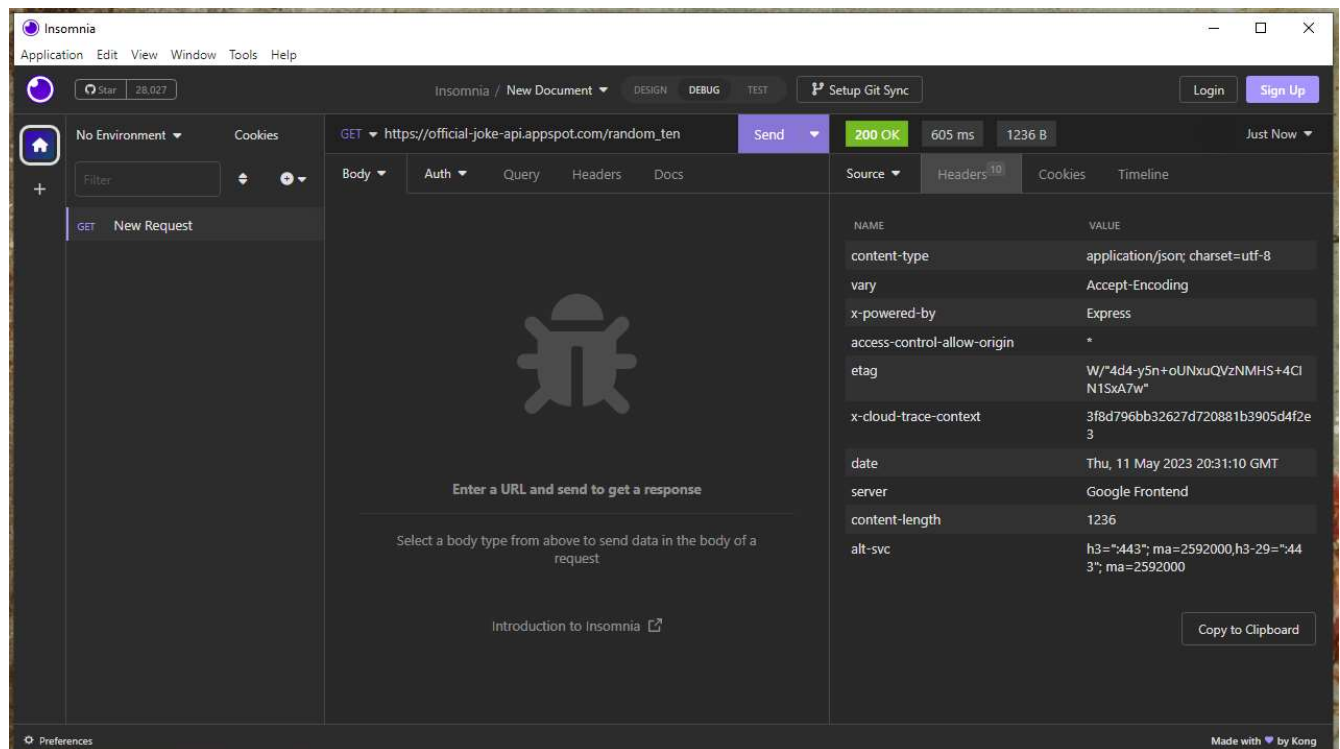 Insomnia
Application Edit View Window Tools Help
Star 28,027
Insomnia / New Document
DESIGN DEBUG TEST
Setup Git Sync
Login Sign Up
No Environment Cookies
GET https://official-joke-api.appspot.com/random_ten Send
200 OK 605 ms 1236 B Just Now
Filter
Body Auth Query Headers Docs
Source Headers 10 Cookies Timeline
GET New Request
NAME VALUE
content-type application/json; charset=utf-8
vary Accept-Encoding
x-powered-by Express
access-control-allow-origin *
etag W/"4d4-y5n+oUNxuQVzNMHS+4CI
N1SxA7w"
x-cloud-trace-context 3f8d796bb32627d720881b3905d4f2e
3
date Thu, 11 May 2023 20:31:10 GMT
server Google Frontend
content-length 1236
alt-svc h3=":443"; ma=2592000,h3-29=":44
3"; ma=2592000
Enter a URL and send to get a response
Select a body type from above to send data in the body of a
request
Introduction to Insomnia
Copy to Clipboard
Preferences
Made with 💜 by Kong